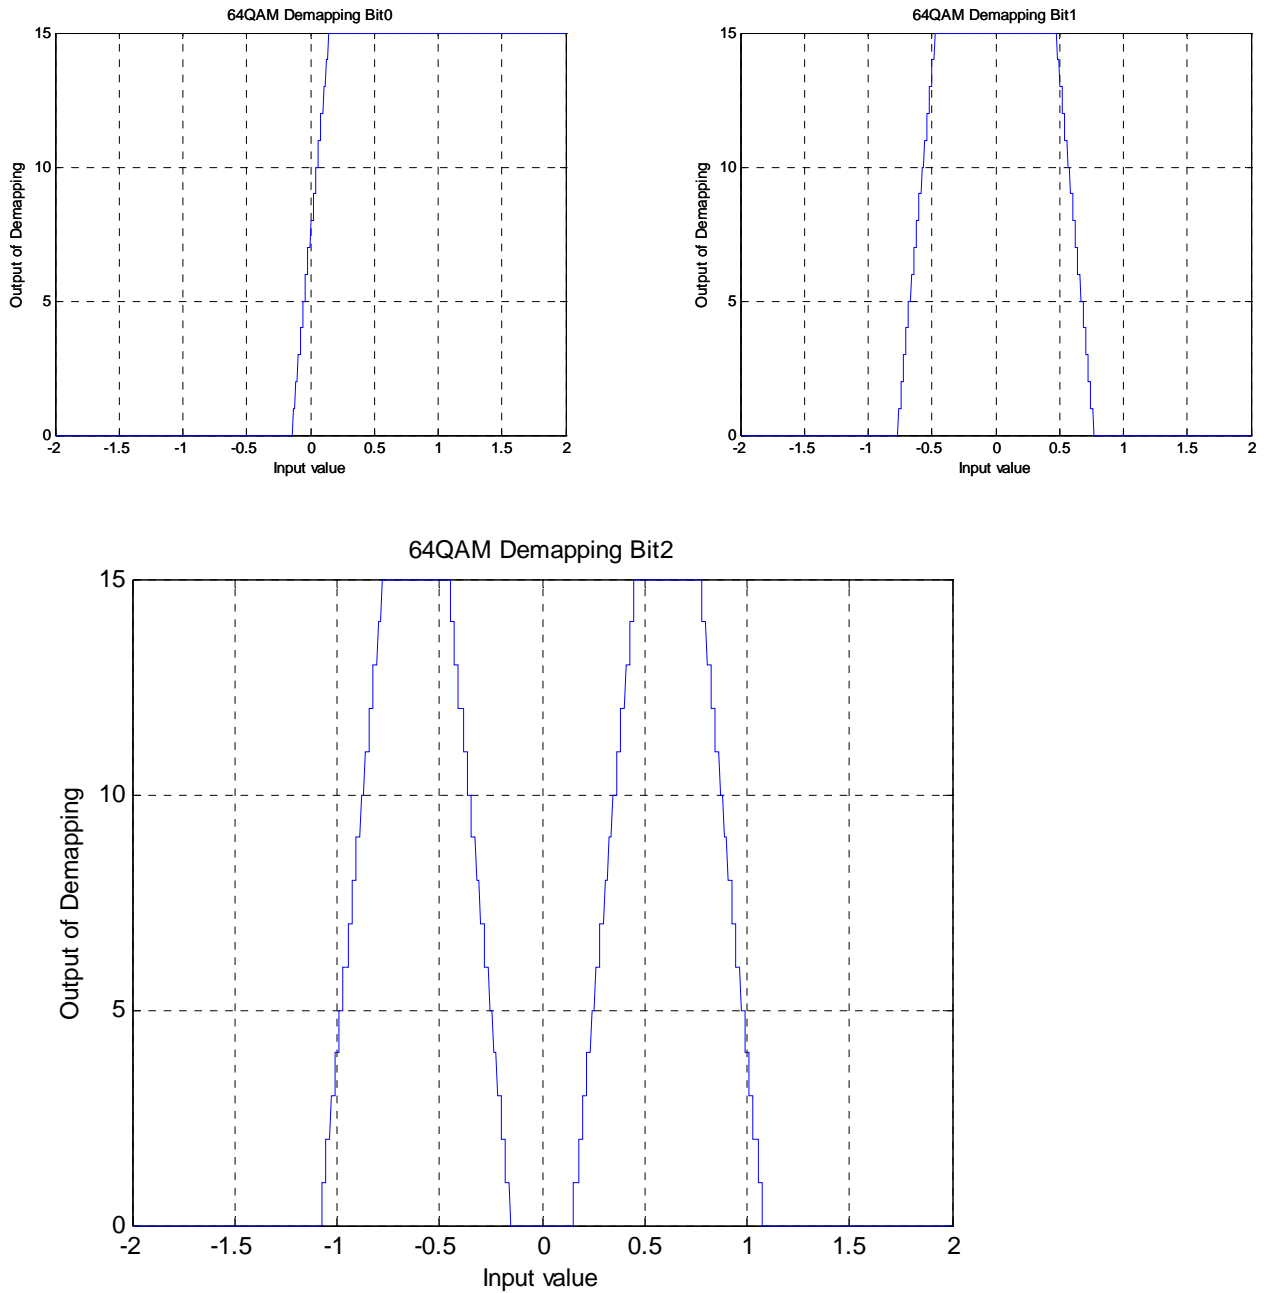 64QAM Demapping Bit0
15
10
5
0
Output of Demapping
-2 -1.5 -1 -0.5 0 0.5 1 1.5 2
Input value
64QAM Demapping Bit1
15
10
5
0
Output of Demapping
-2 -1.5 -1 -0.5 0 0.5 1 1.5 2
Input value
64QAM Demapping Bit2
15
10
5
0
Output of Demapping
-2 -1.5 -1 -0.5 0 0.5 1 1.5 2
Input value